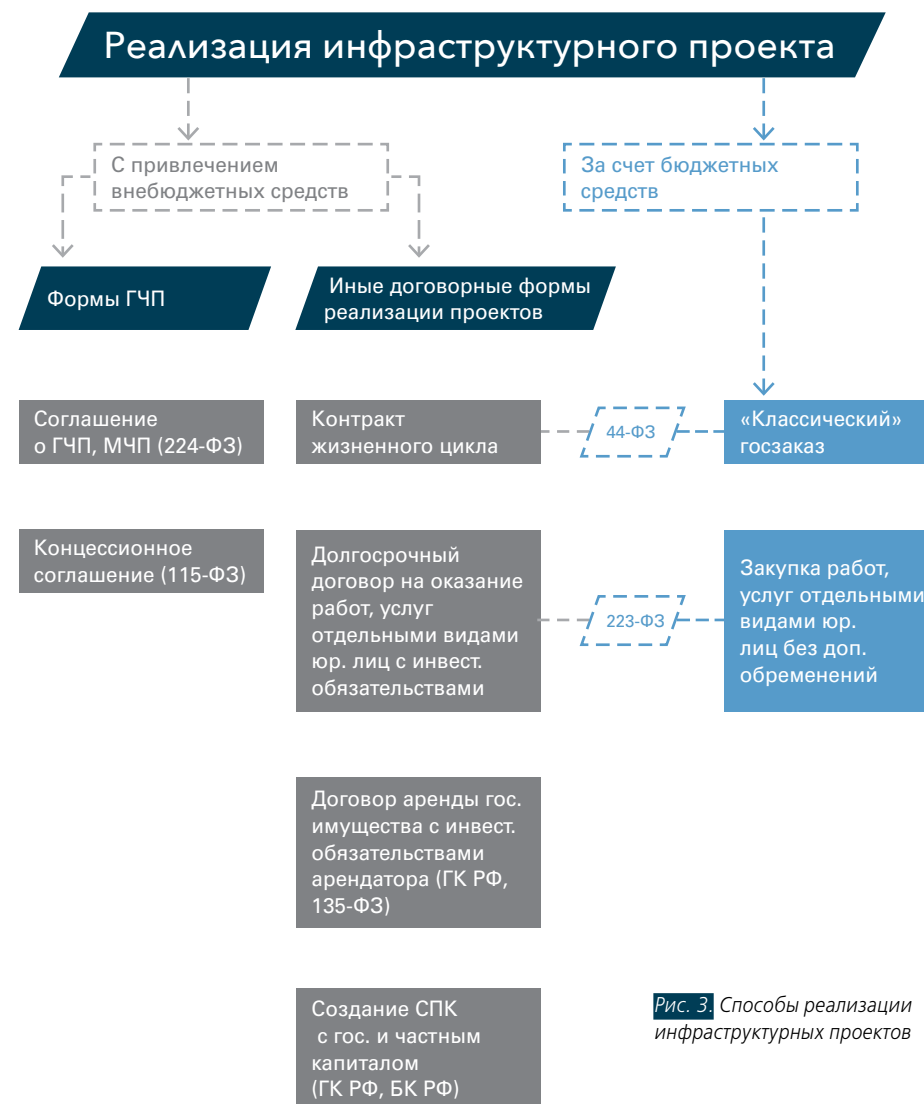 Реализация инфраструктурного проекта
С привлечением
внебюджетных средств
За счет бюджетных
средств
Формы ГЧП
Иные договорные формы
реализации проектов
Соглашение
о ГЧП, МЧП (224-ФЗ)
Контракт
жизненного цикла
44-ФЗ
«Классический»
госзаказ
Концессионное
соглашение (115-ФЗ)
Долгосрочный
договор на оказание
работ, услуг
отдельными видами
юр. лиц с инвест.
обязательствами
223-ФЗ
Закупка работ,
услуг отдельными
видами юр.
лиц без доп.
обременений
Договор аренды гос.
имущества с инвест.
обязательствами
арендатора (ГК РФ,
135-ФЗ)
Создание СПК
с гос. и частным
капиталом
(ГК РФ, БК РФ)
Рис. 3. Способы реализации
инфраструктурных проектов